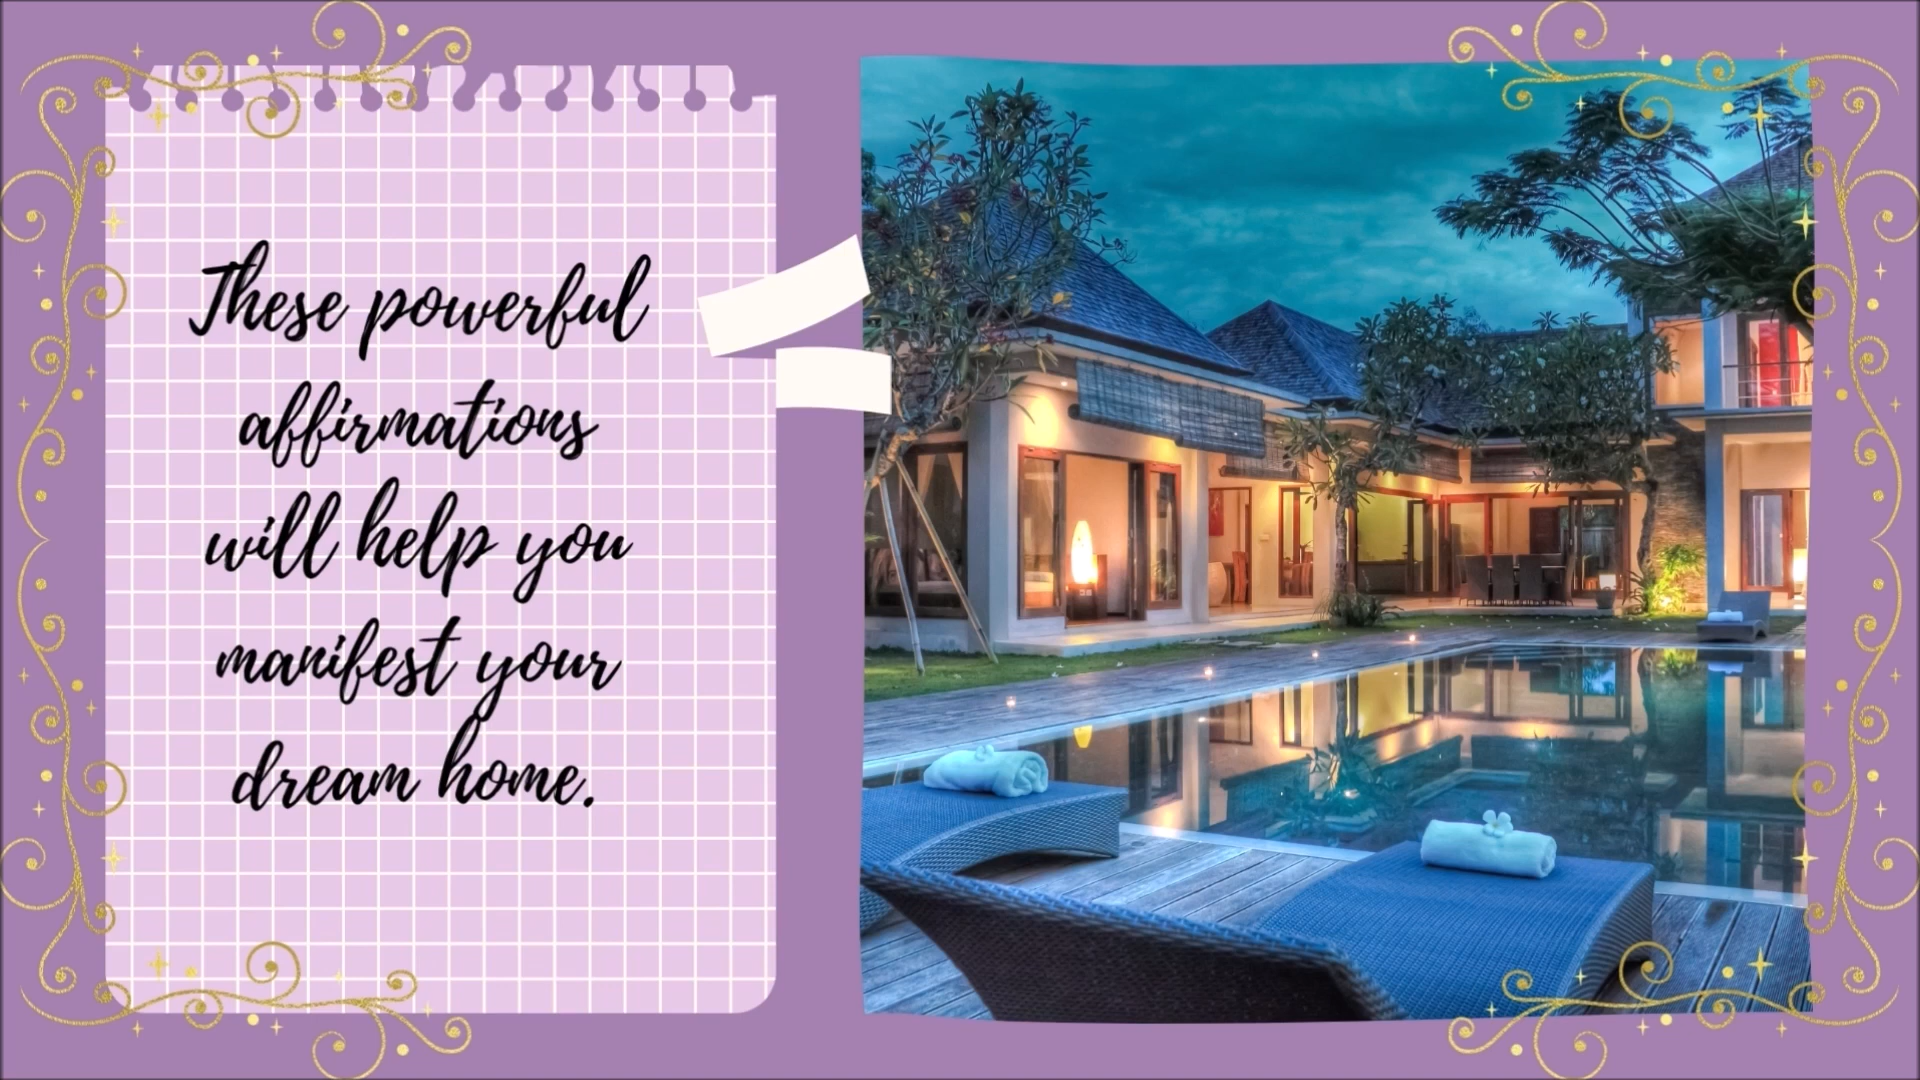 These powerful
affirmations
will help you
manifest your
dream home.